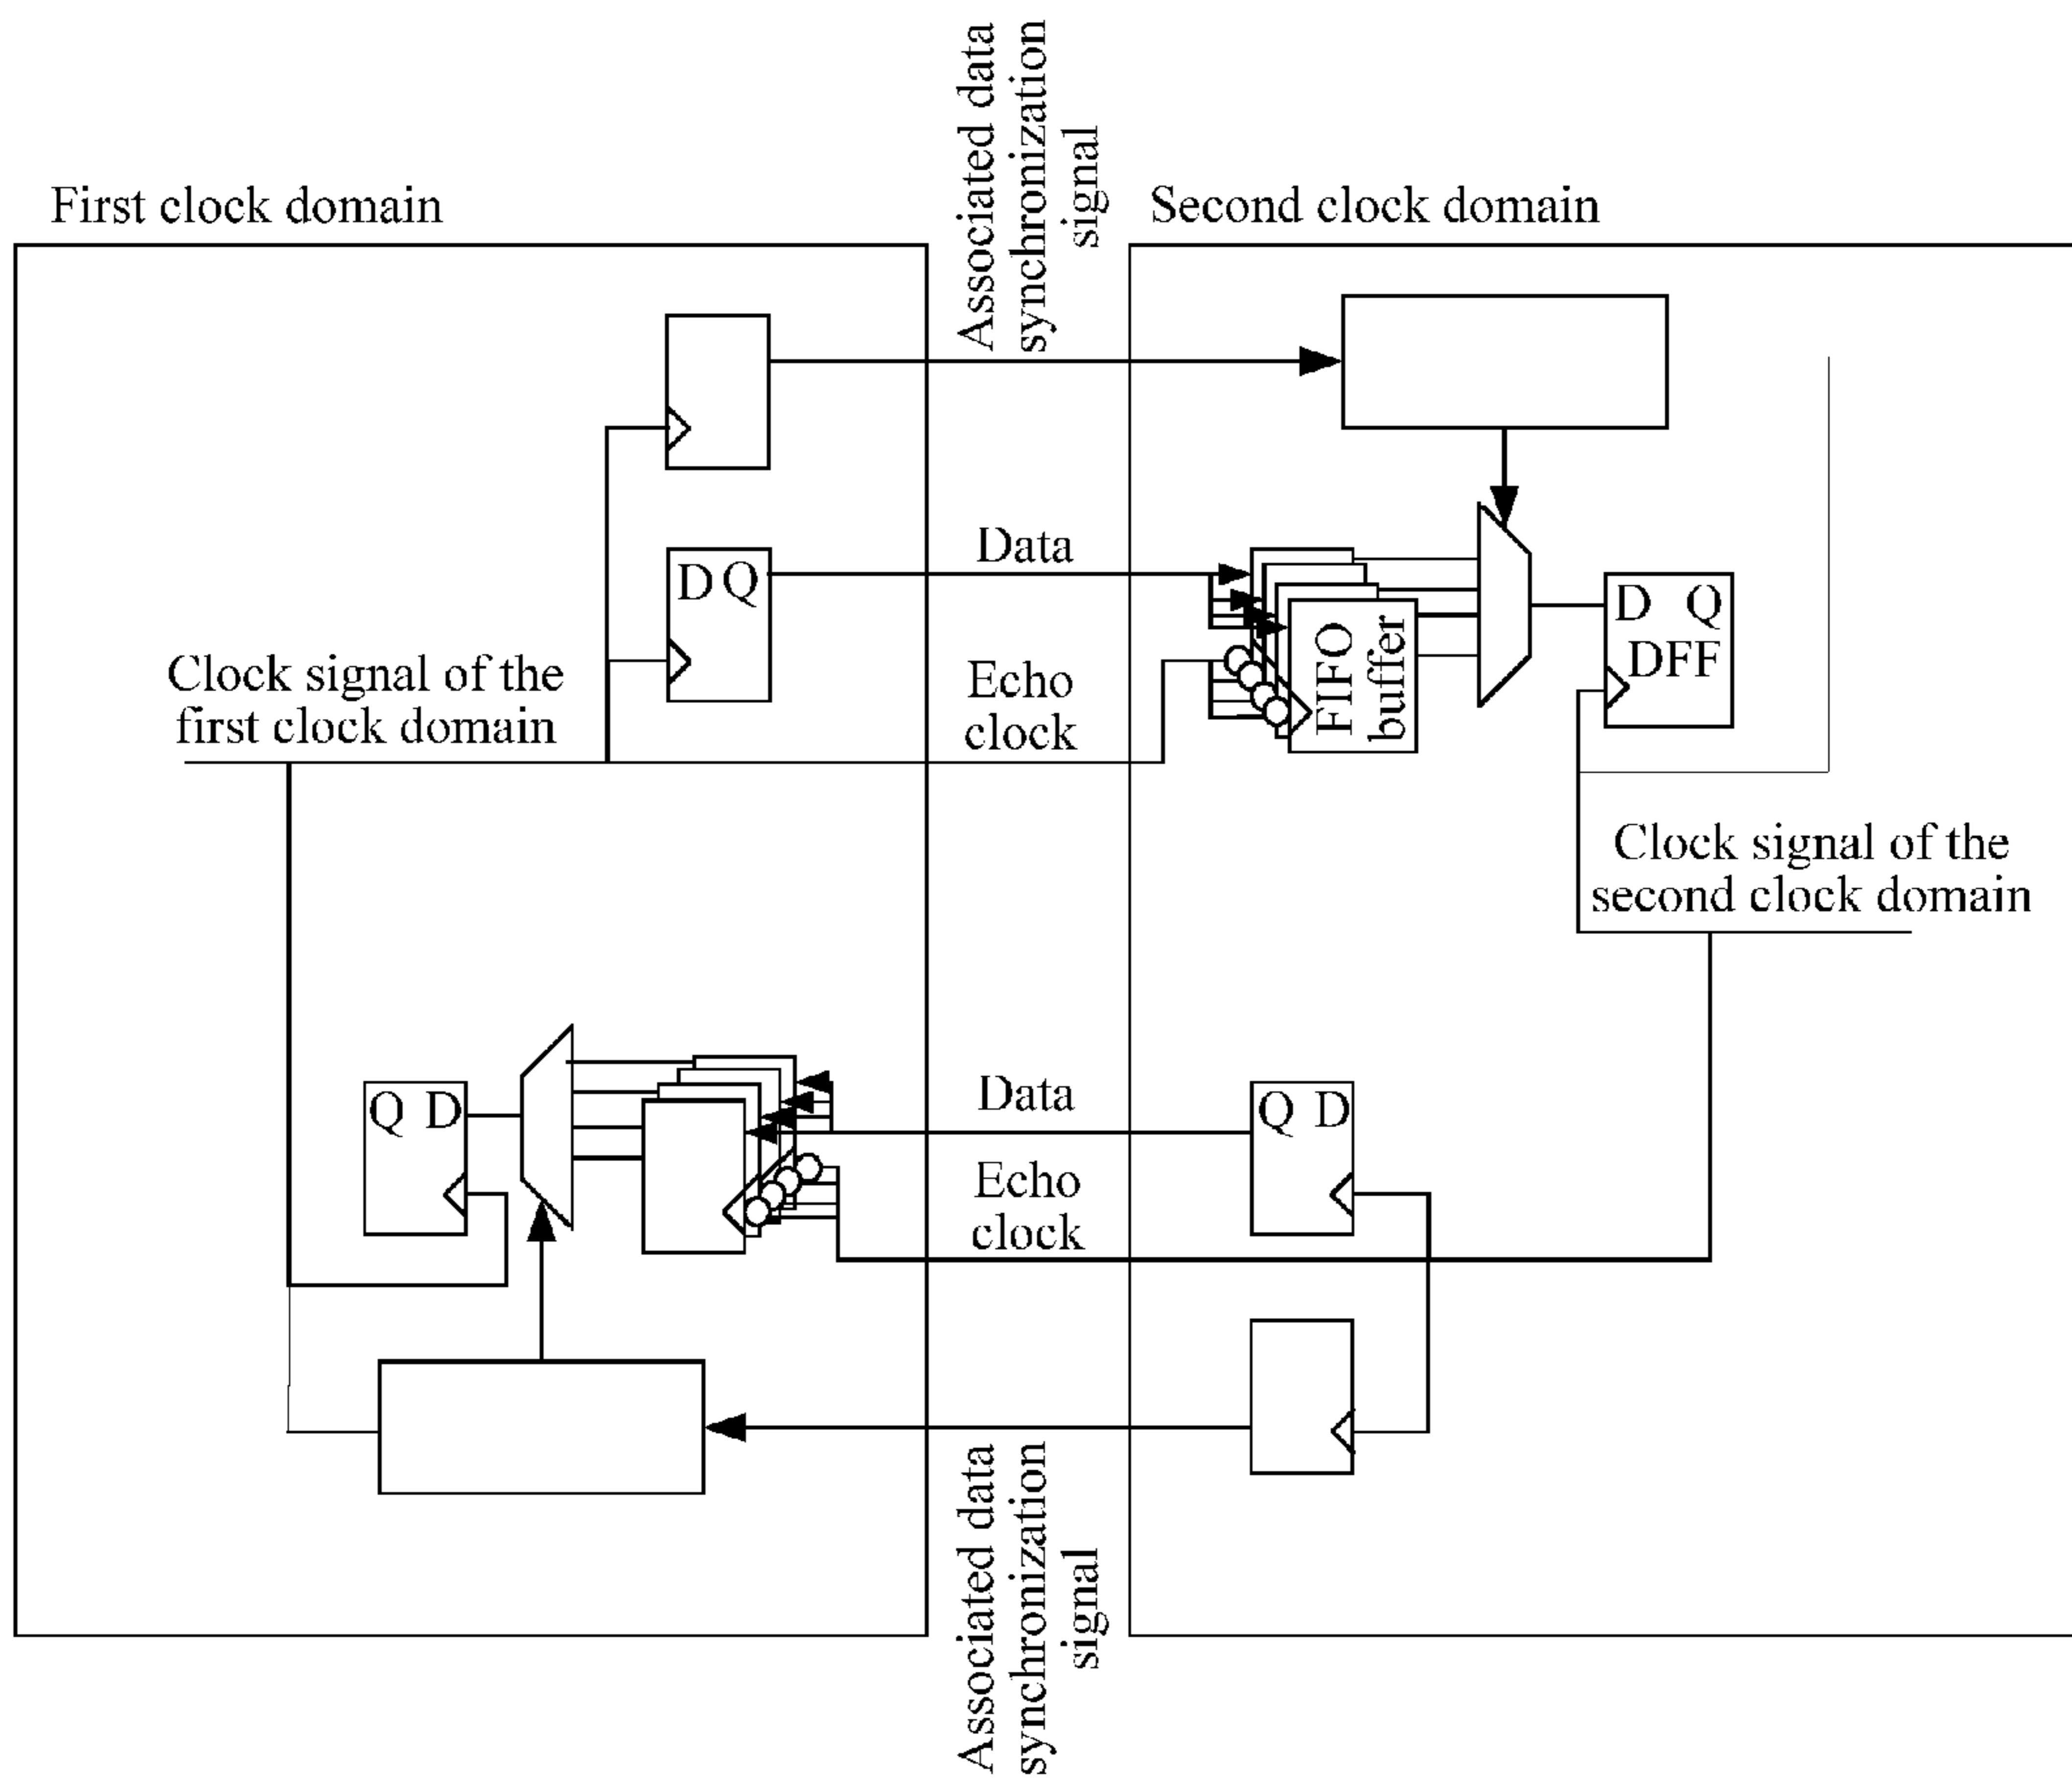 Associated data
synchronization
signal
First clock domain
Second clock domain
Data
D Q
D Q
DFF
FIFO
buffer
Clock signal of the
first clock domain
Echo
clock
Clock signal of the
second clock domain
Q D
Data
Q D
Echo
clock
Associated data
synchronization
signal